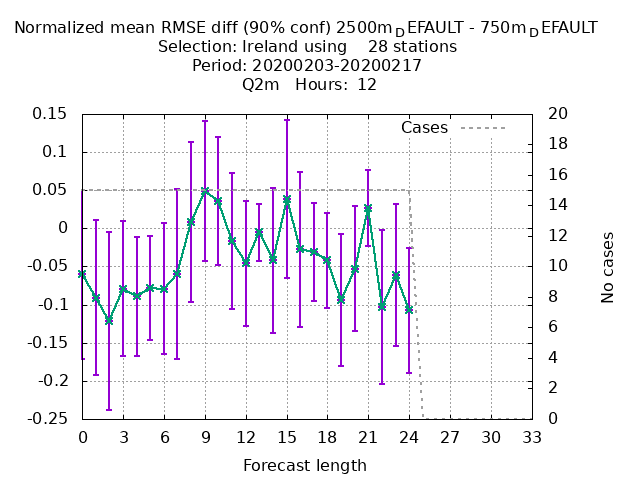 Normalized mean RMSE diff (90% conf) 2500m_DEFAULT - 750m_DEFAULT
Selection: Ireland using    28 stations
Period: 20200203-20200217
Q2m   Hours:  12
Cases
0.15
0.1
0.05
0
-0.05
-0.1
-0.15
-0.2
-0.25
20
18
16
14
12
10
8
6
4
2
0
No cases
0 3 6 9 12 15 18 21 24 27 30 33
Forecast length